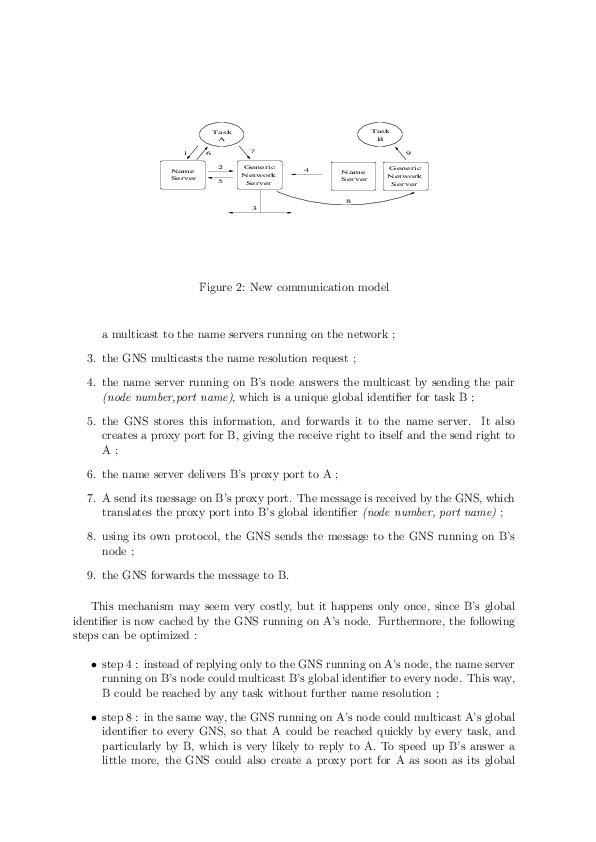 Task
A
Task
B
1
6
7
9
Name
Server
2
5
Generic
Network
Server
4
Name
Server
Generic
Network
Server
3
8
Figure 2: New communication model
a multicast to the name servers running on the network ;
3. the GNS multicasts the name resolution request ;
4. the name server running on B's node answers the multicast by sending the pair
(node number,port name), which is a unique global identifier for task B ;
5. the GNS stores this information, and forwards it to the name server. It also
creates a proxy port for B, giving the receive right to itself and the send right to
A ;
6. the name server delivers B's proxy port to A ;
7. A send its message on B's proxy port. The message is received by the GNS, which
translates the proxy port into B's global identifier (node number, port name) ;
8. using its own protocol, the GNS sends the message to the GNS running on B's
node ;
9. the GNS forwards the message to B.
This mechanism may seem very costly, but it happens only once, since B's global
identifier is now cached by the GNS running on A's node. Furthermore, the following
steps can be optimized :
• step 4 : instead of replying only to the GNS running on A's node, the name server
running on B's node could multicast B's global identifier to every node. This way,
B could be reached by any task without further name resolution ;
• step 8 : in the same way, the GNS running on A's node could multicast A's global
identifier to every GNS, so that A could be reached quickly by every task, and
particularly by B, which is very likely to reply to A. To speed up B's answer a
little more, the GNS could also create a proxy port for A as soon as its global